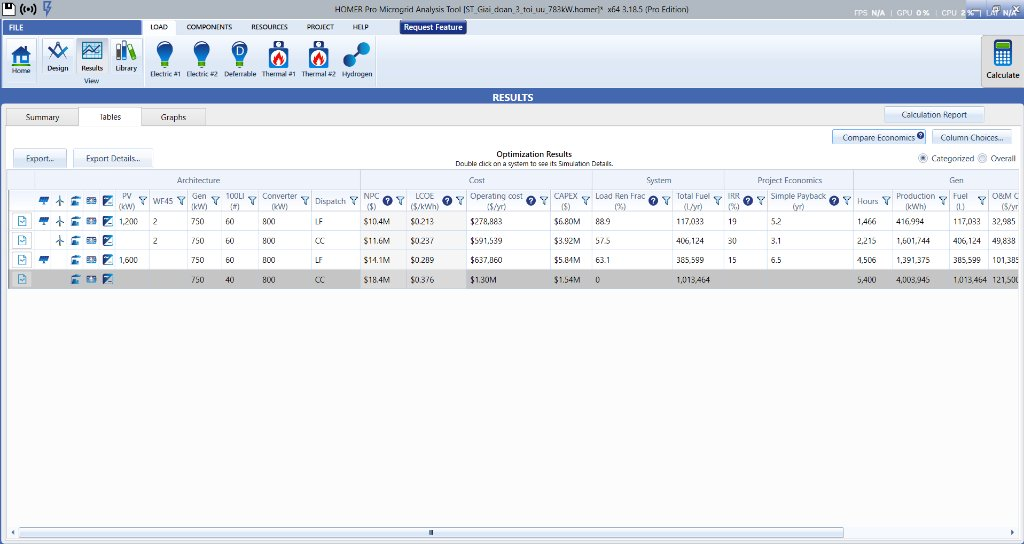 HOMER Pro Microgrid Analysis Tool [ST_Giai_doan_3_toi_uu_783kW.homer]* x64 3.18.5 (Pro Edition)
FPS N/A | GPU 0 % | CPU 2 % | LAT N/A
FILE LOAD COMPONENTS RESOURCES PROJECT HELP Request Feature
Home Design Results Library Electric #1 Electric #2 Deferrable Thermal #1 Thermal #2 Hydrogen Calculate
View
RESULTS
Summary Tables Graphs Calculation Report
Compare Economics Column Choices...
Export... Export Details... Optimization Results Categorized Overall
Double click on a system to see its Simulation Details.
Architecture Cost System Project Economics Gen
PV (kW) WF45 Gen (kW) 100LI (#) Converter (kW) Dispatch NPC ($) LCOE ($/kWh) Operating cost ($/yr) CAPEX ($) Load Ren Frac (%) Total Fuel (L/yr) IRR (%) Simple Payback (yr) Hours Production (kWh) Fuel (L) O&M C ($/yr)
1,200 2 750 60 800 LF $10.4M $0.213 $278,883 $6.80M 88.9 117,033 19 5.2 1,466 416,994 117,033 32,985
2 750 60 800 CC $11.6M $0.237 $591,539 $3.92M 57.5 406,124 30 3.1 2,215 1,601,744 406,124 49,838
1,600 750 60 800 LF $14.1M $0.289 $637,860 $5.84M 63.1 385,599 15 6.5 4,506 1,391,375 385,599 101,385
750 40 800 CC $18.4M $0.376 $1.30M $1.54M 0 1,013,464 5,400 4,003,945 1,013,464 121,500